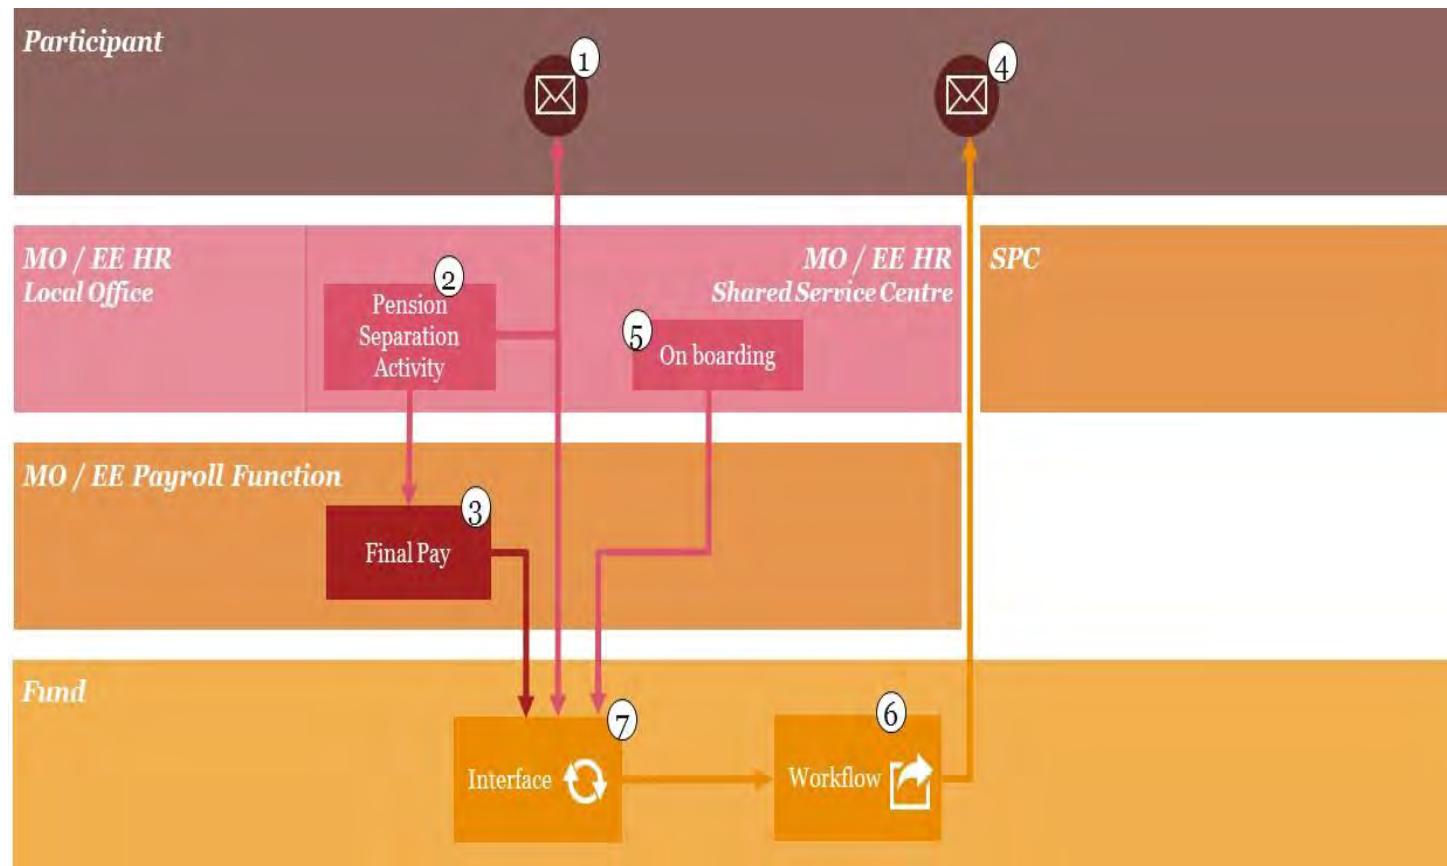 Participant
1
4
MO / EE HR
Local Office
MO / EE HR
Shared Service Centre
SPC
2
Pension
Separation
Activity
5
On boarding
MO / EE Payroll Function
3
Final Pay
Fund
7
Interface
6
Workflow